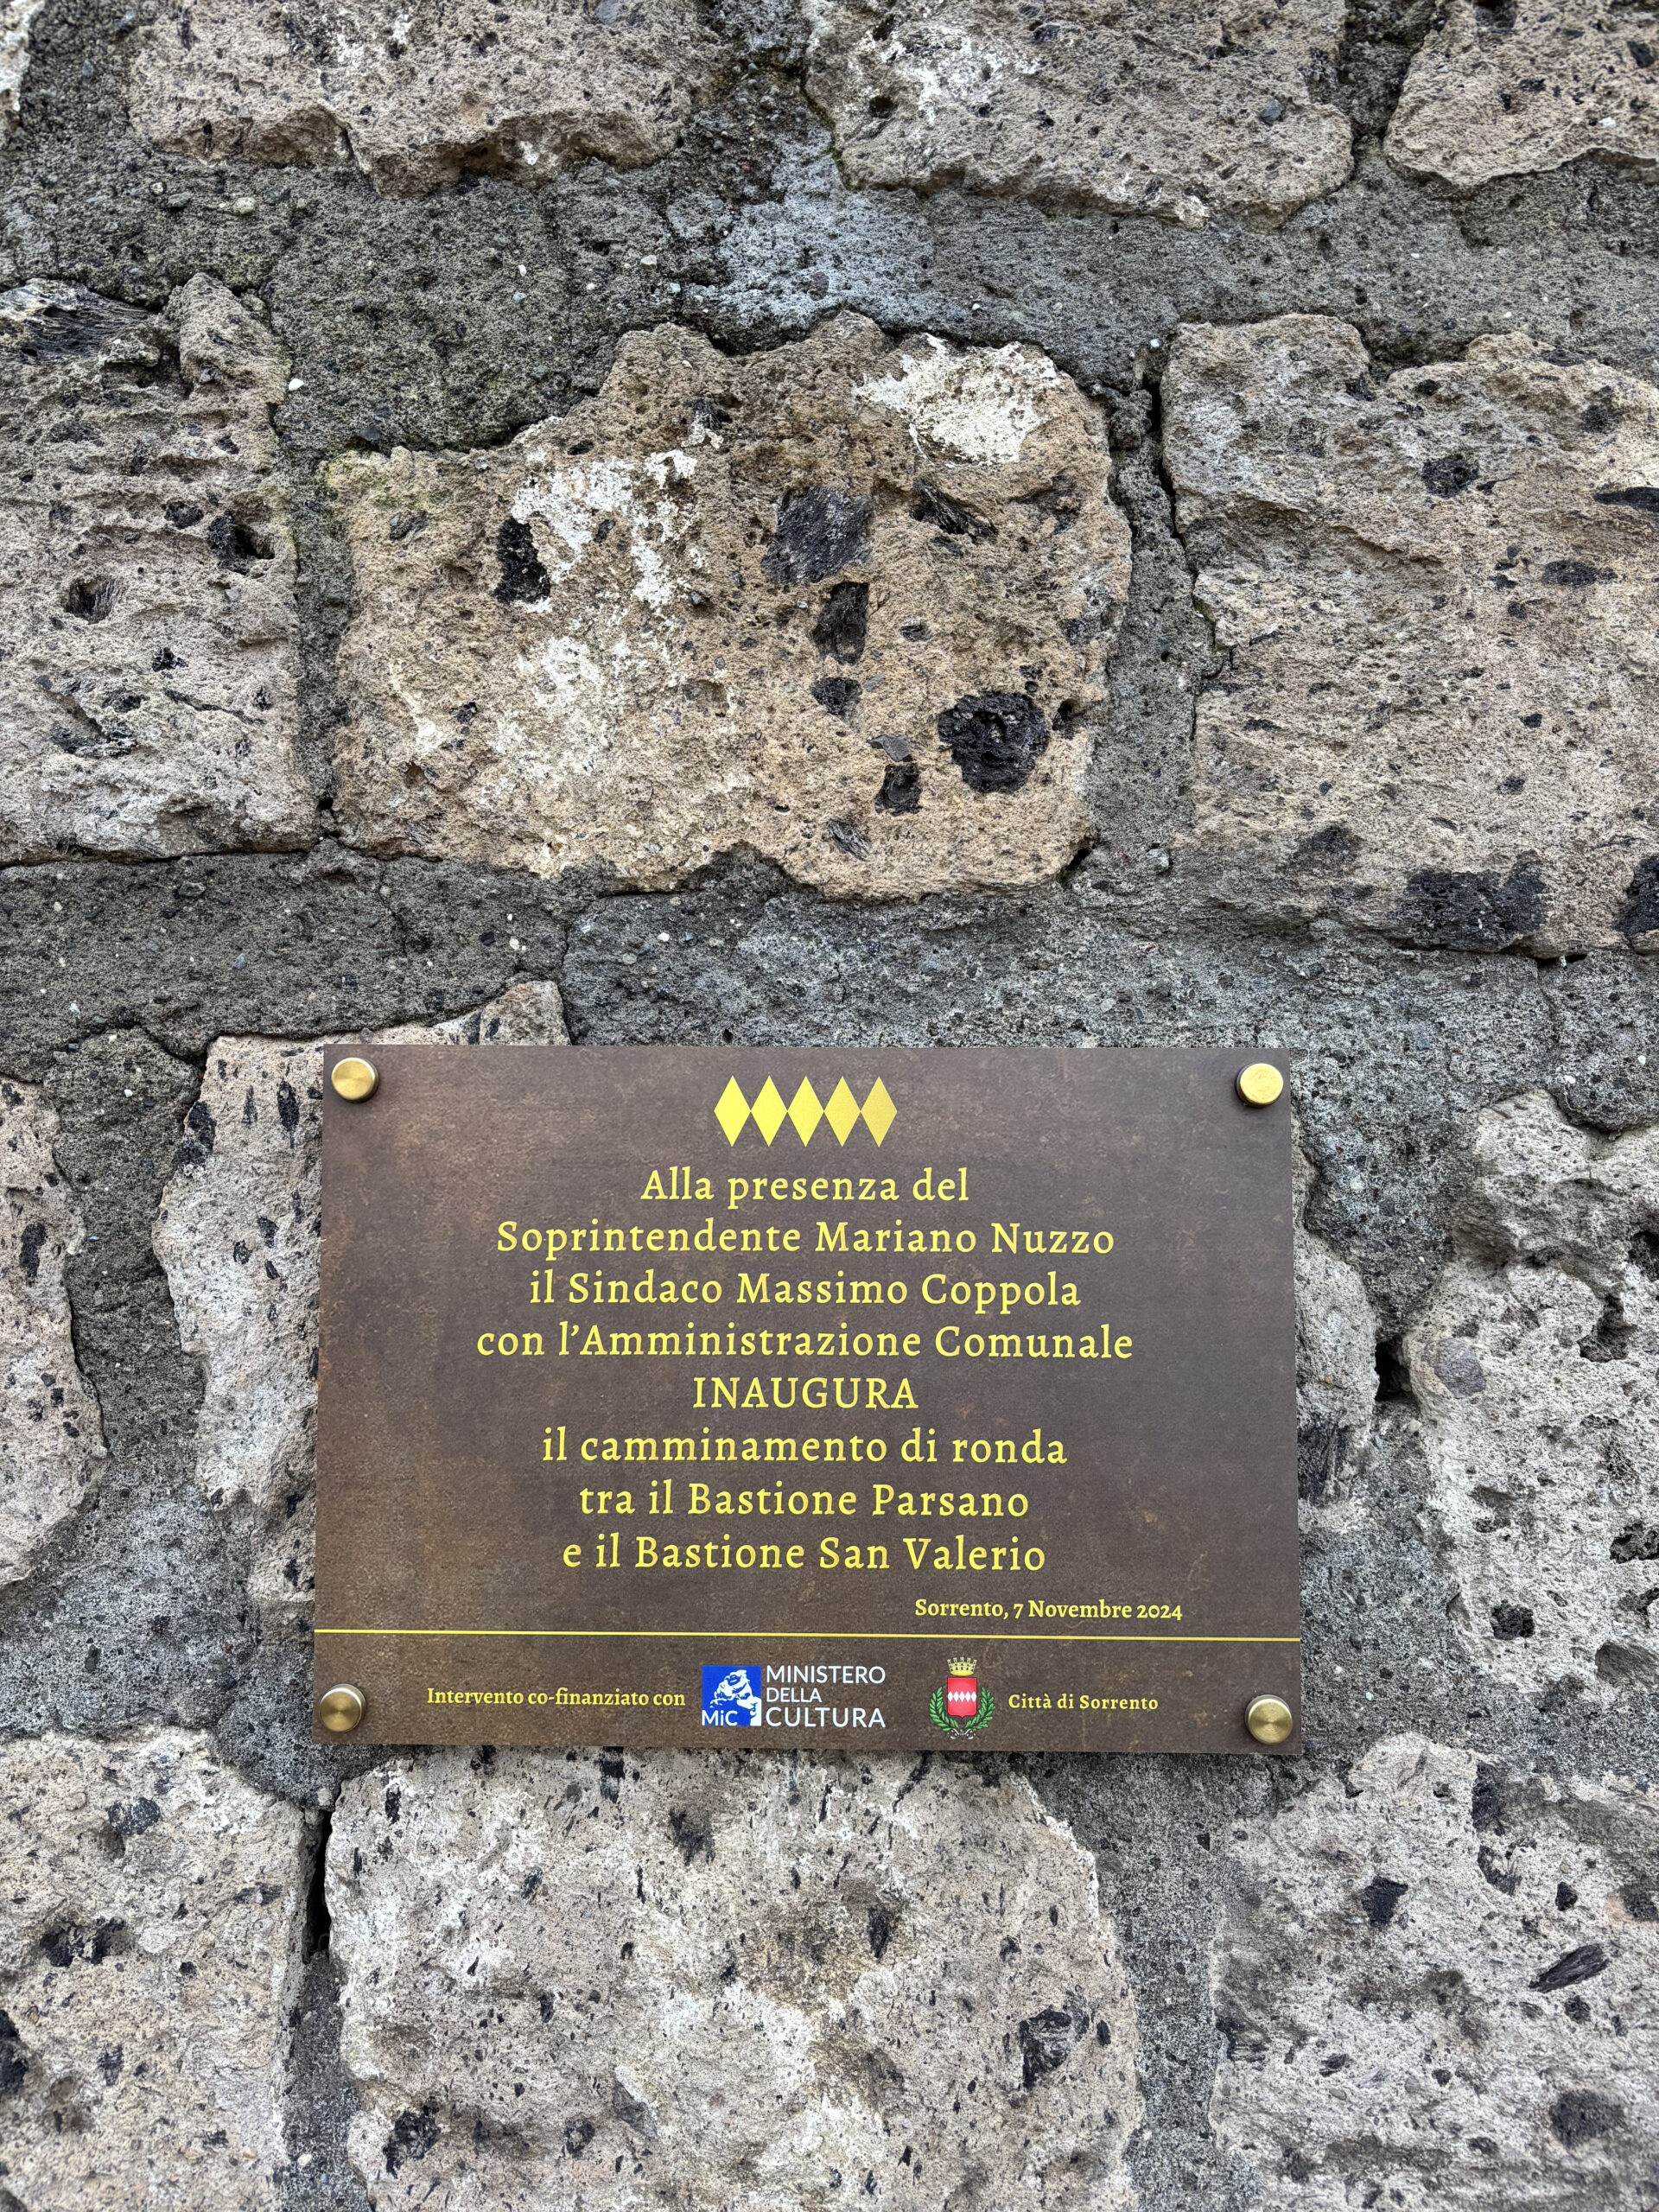 Alla presenza del
Soprintendente Mariano Nuzzo
il Sindaco Massimo Coppola
con l'Amministrazione Comunale
INAUGURA
il camminamento di ronda
tra il Bastione Parsano
e il Bastione San Valerio
Sorrento, 7 Novembre 2024
Intervento co-finanziato con
MiC
MINISTERO
DELLA
CULTURA
Città di Sorrento